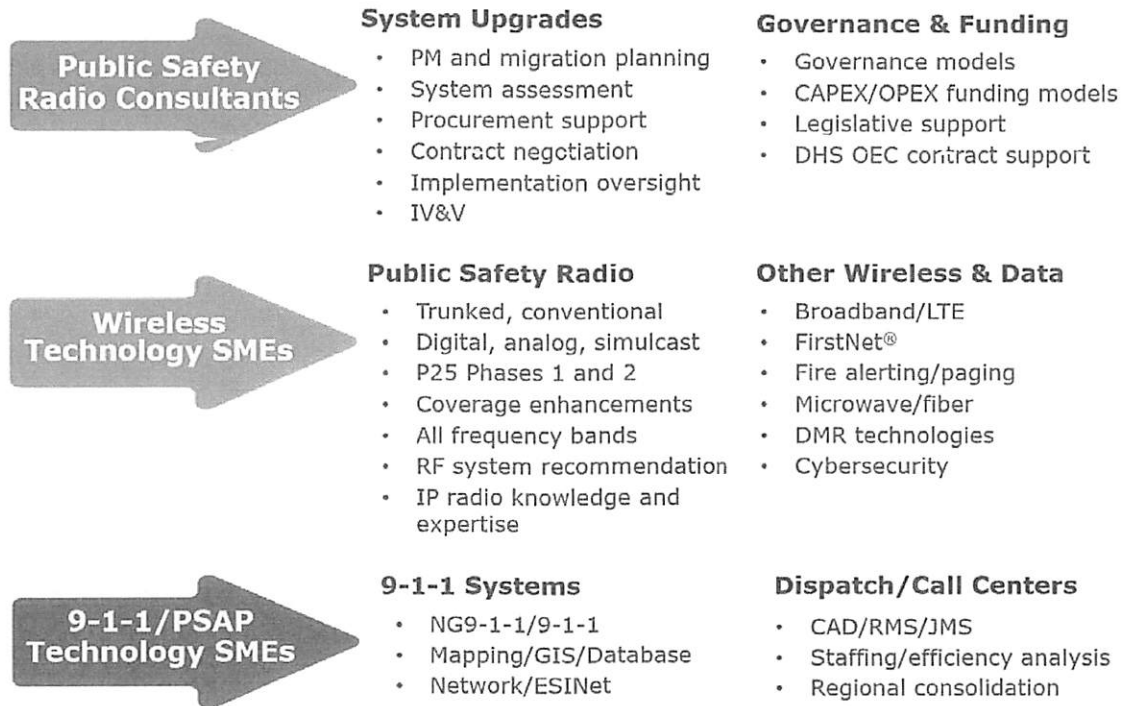 Public Safety
Radio Consultants
System Upgrades
• PM and migration planning
• System assessment
• Procurement support
• Contract negotiation
• Implementation oversight
• IV&V
Governance & Funding
• Governance models
• CAPEX/OPEX funding models
• Legislative support
• DHS OEC contract support
Wireless
Technology SMEs
Public Safety Radio
• Trunked, conventional
• Digital, analog, simulcast
• P25 Phases 1 and 2
• Coverage enhancements
• All frequency bands
• RF system recommendation
• IP radio knowledge and
expertise
Other Wireless & Data
• Broadband/LTE
• FirstNet®
• Fire alerting/paging
• Microwave/fiber
• DMR technologies
• Cybersecurity
9-1-1/PSAP
Technology SMEs
9-1-1 Systems
• NG9-1-1/9-1-1
• Mapping/GIS/Database
• Network/ESINet
Dispatch/Call Centers
• CAD/RMS/JMS
• Staffing/efficiency analysis
• Regional consolidation